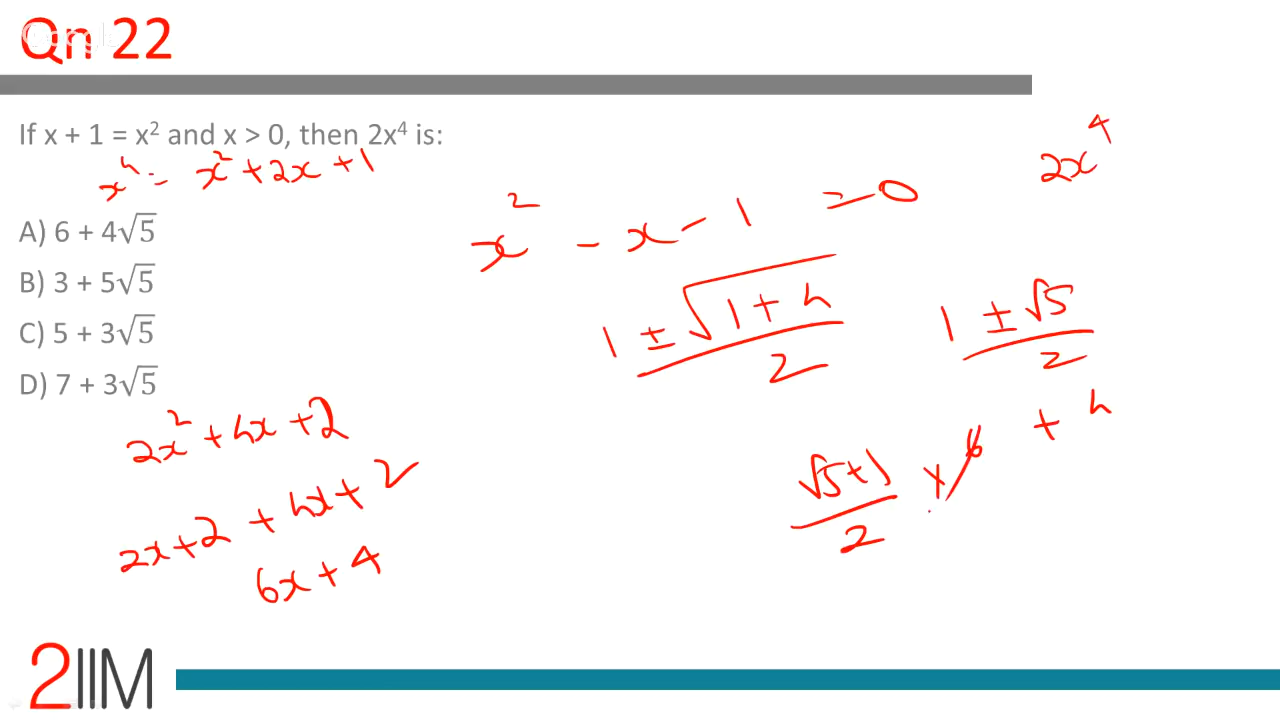 Qn 22
Google
If x + 1 = x² and x > 0, then 2x⁴ is:
x⁴ = x² + 2x + 1
2x⁴
A) 6 + 4√5
B) 3 + 5√5
C) 5 + 3√5
D) 7 + 3√5
x² - x - 1 = 0
1 ± √1 + 4 / 2
1 ± √5 / 2
2x² + 4x + 2
2x + 2 + 4x + 2
6x + 4
√5 + 1 / 2 × 6 + 4
2IIM